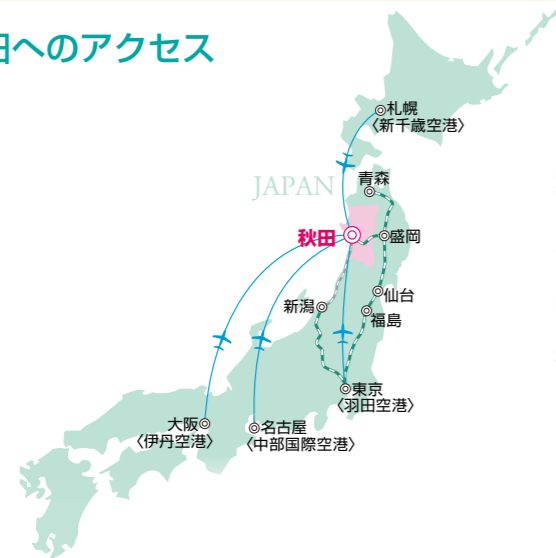 田へのアクセス
札幌
〈新千歳空港〉
青森
JAPAN
秋田
盛岡
仙台
新潟
福島
東京
〈羽田空港〉
大阪
〈伊丹空港〉
名古屋
〈中部国際空港〉